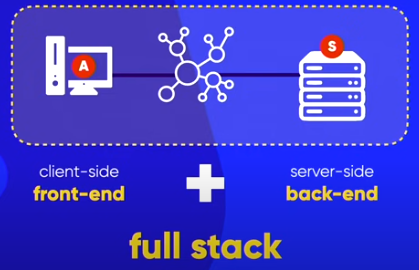 A
S
client-side
front-end
server-side
back-end
full stack